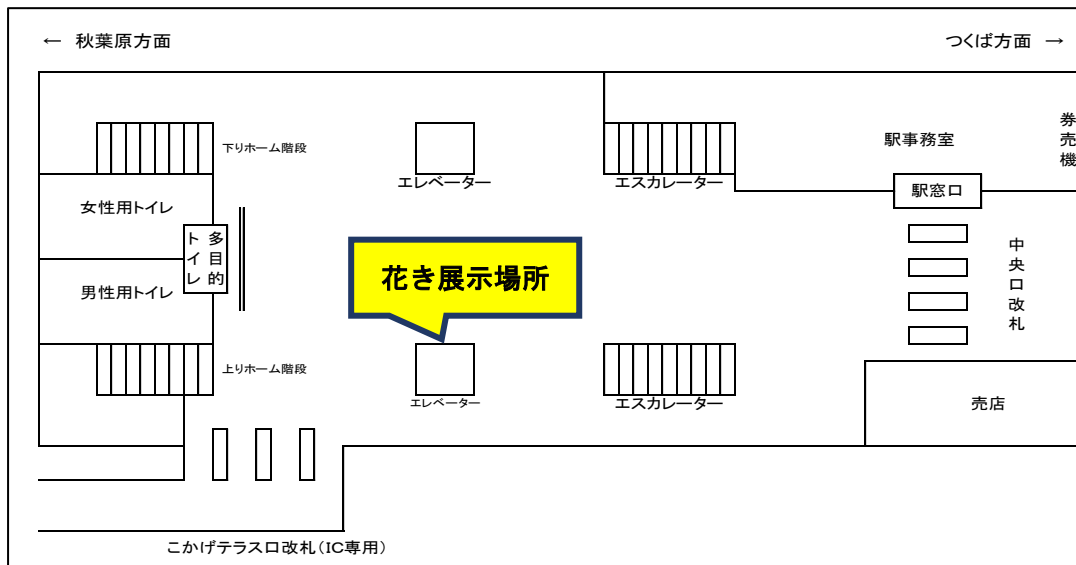 ← 秋葉原方面
つくば方面 →
券売機
駅事務室
下りホーム階段
エレベーター
エスカレーター
駅窓口
女性用トイレ
多目的トイレ
中央口改札
花き展示場所
男性用トイレ
上りホーム階段
エレベーター
エスカレーター
売店
こかげテラス口改札(IC専用)